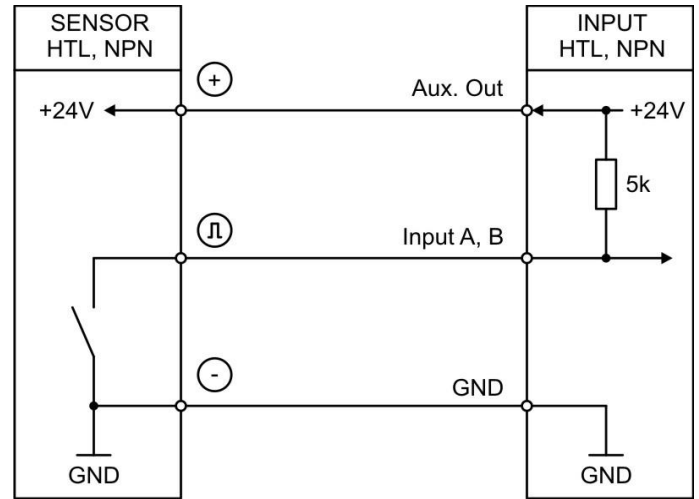 SENSOR
HTL, NPN
INPUT
HTL, NPN
+
Aux. Out
+24V
+24V
5k
Input A, B
-
GND
GND
GND